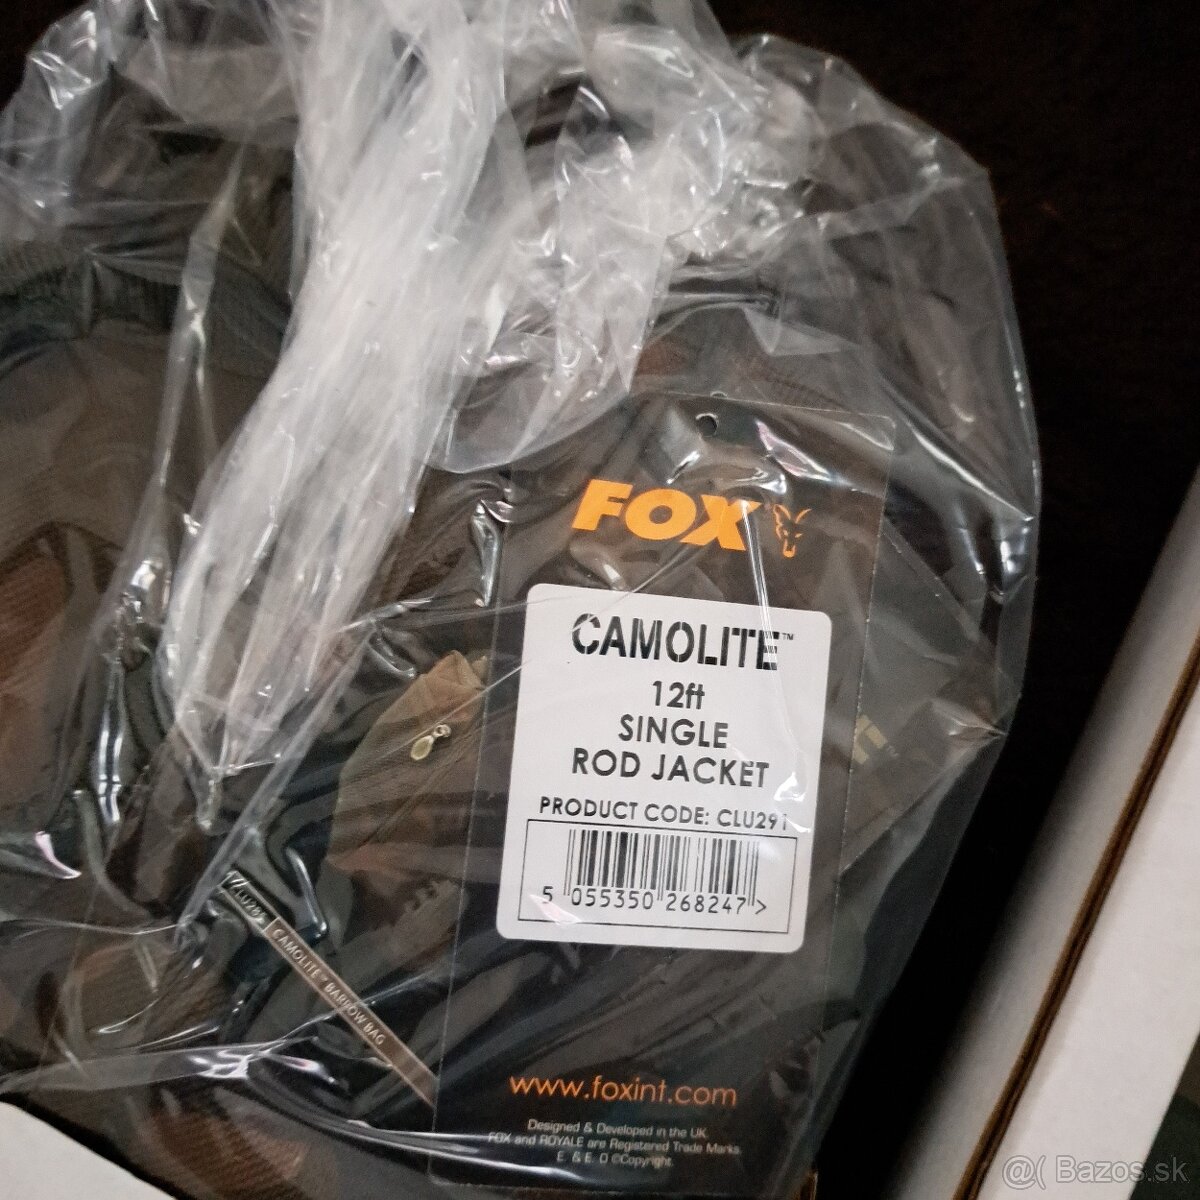 FOX
CAMOLITE™
12ft
SINGLE
ROD JACKET
PRODUCT CODE: CLU291
5 055350 268247 >
CAMOLITE™ BARROW BAG
www.foxint.com
Designed & Developed in the UK.
FOX and ROYALE are Registered Trade Marks.
E. & E. O ©Copyright.
@( Bazos.sk